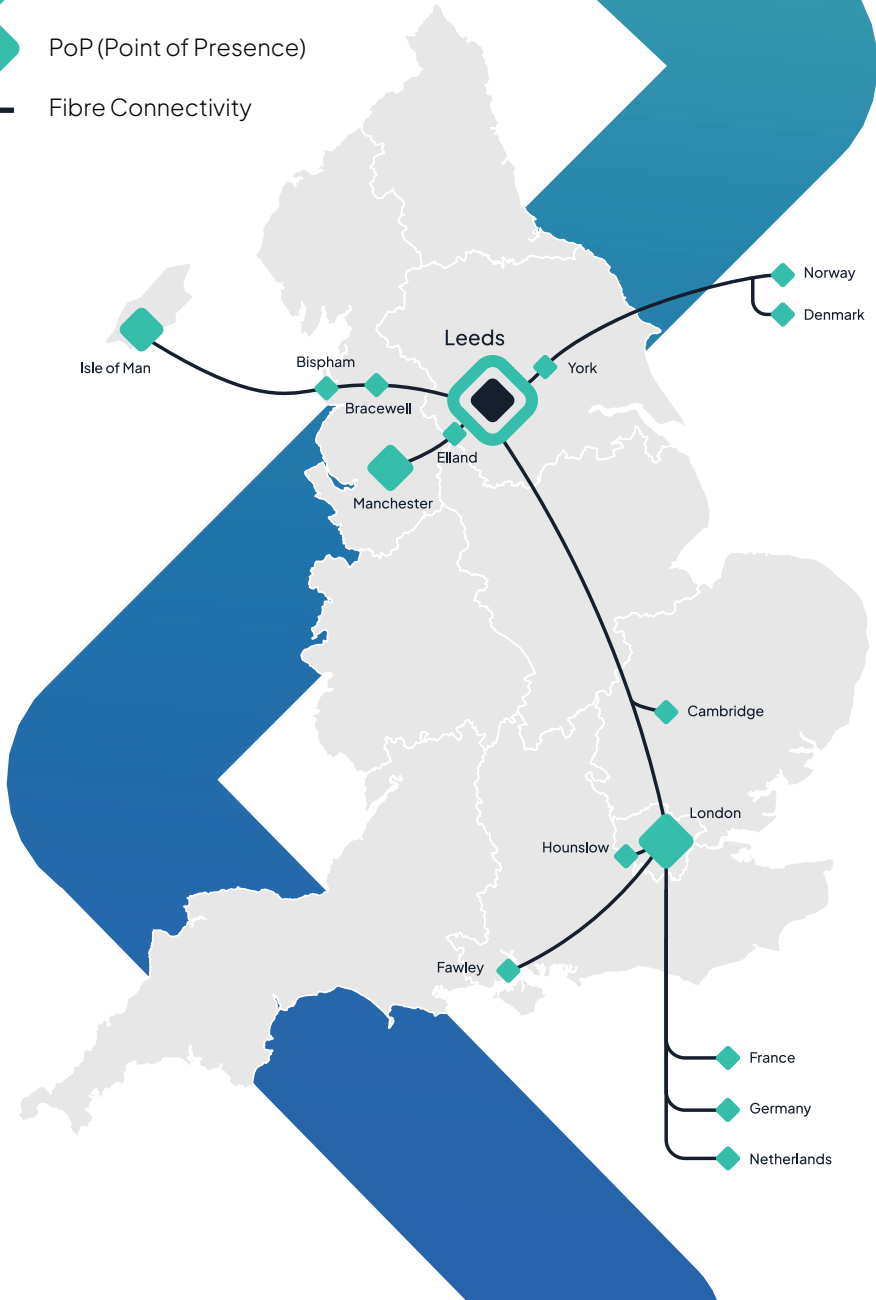 PoP (Point of Presence)
Fibre Connectivity
Norway
Denmark
Leeds
York
Isle of Man
Bispham
Bracewell
Elland
Manchester
Cambridge
London
Hounslow
Fawley
France
Germany
Netherlands